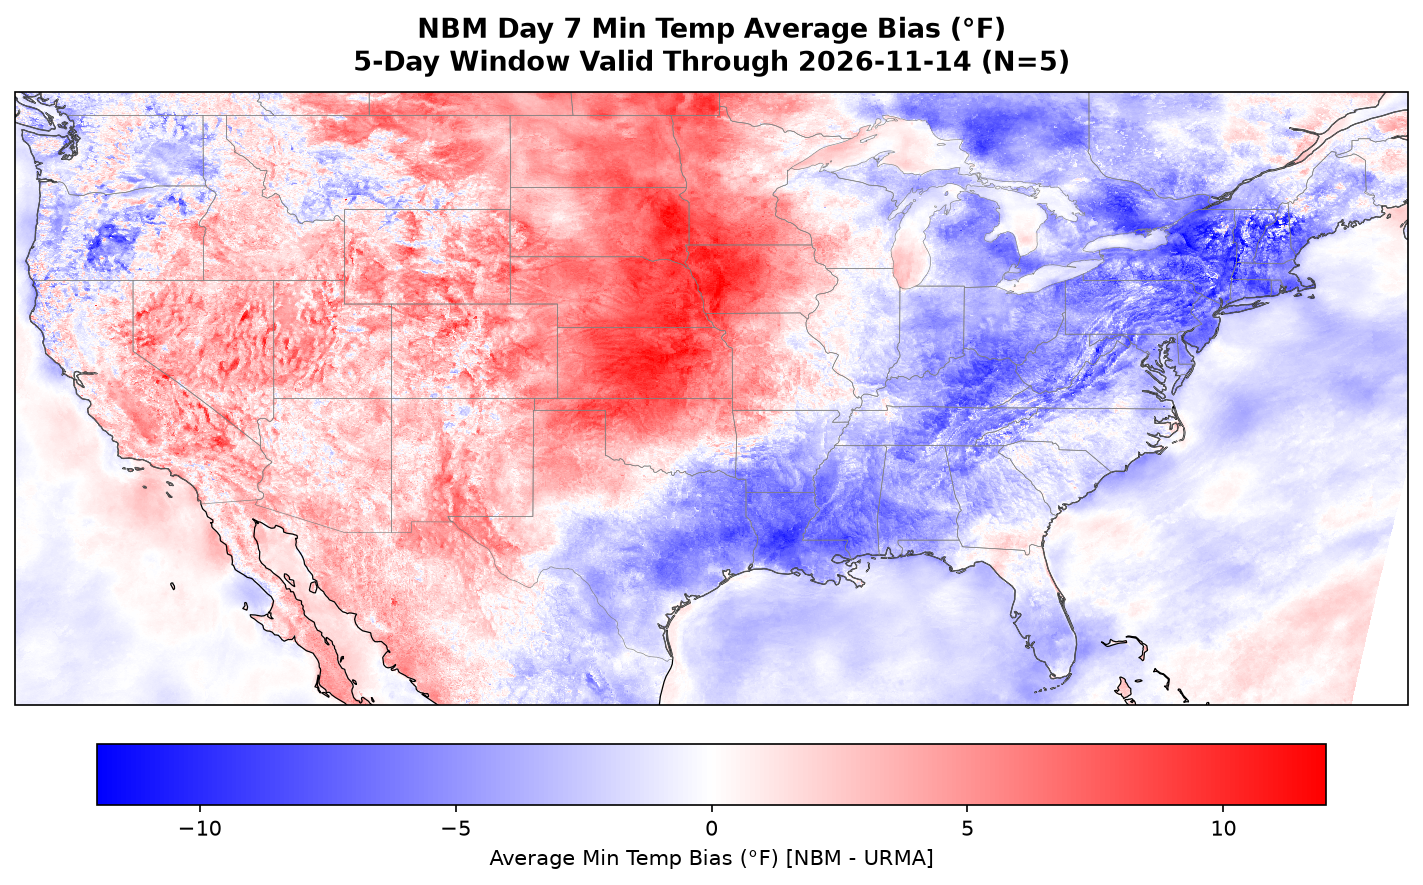 NBM Day 7 Min Temp Average Bias (°F)
5-Day Window Valid Through 2026-11-14 (N=5)
−10 −5 0 5 10
Average Min Temp Bias (°F) [NBM - URMA]